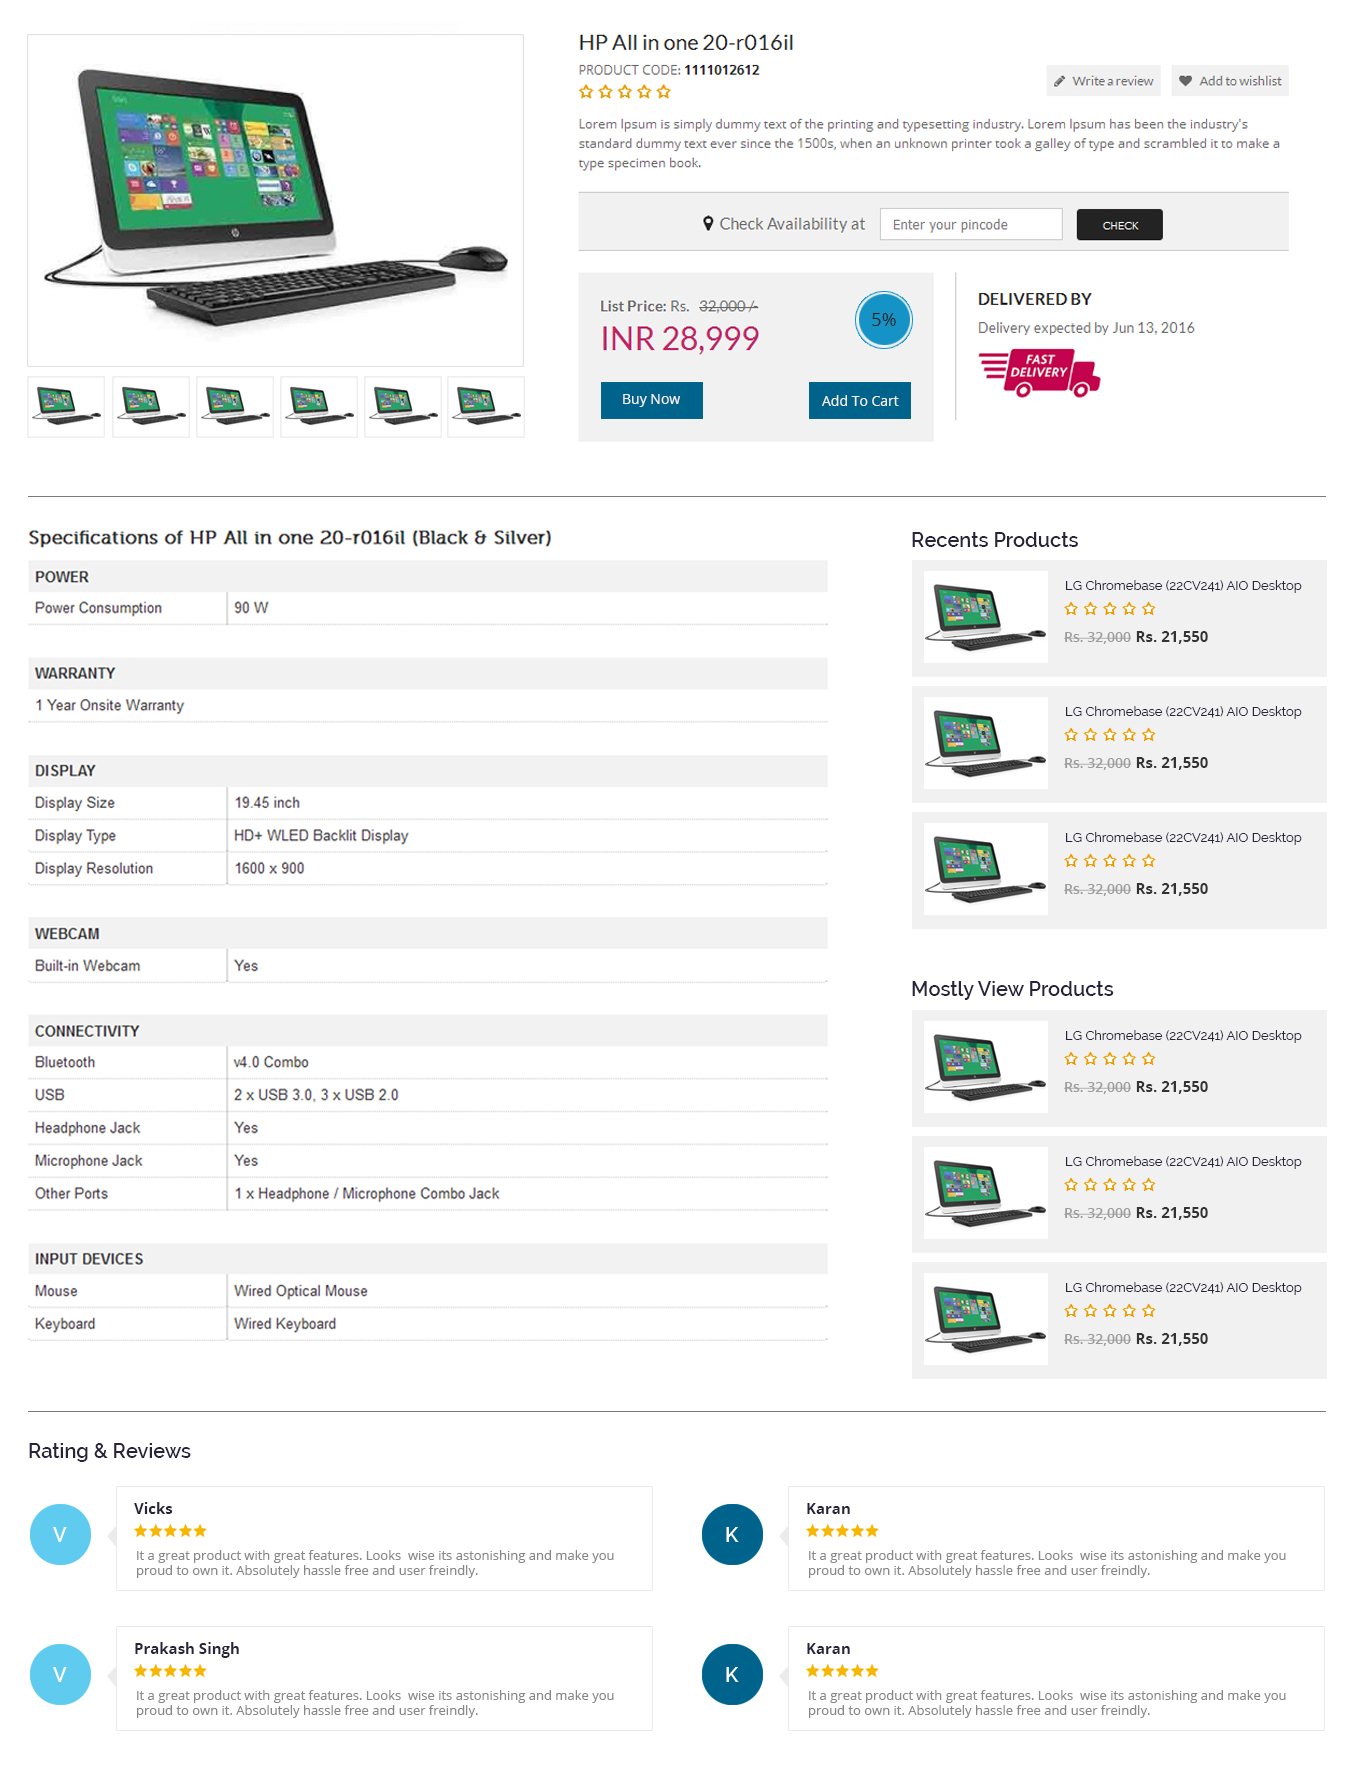 HP All in one 20-r016il
PRODUCT CODE: 1111012612
Write a review
Add to wishlist
Lorem Ipsum is simply dummy text of the printing and typesetting industry. Lorem Ipsum has been the industry's
standard dummy text ever since the 1500s, when an unknown printer took a galley of type and scrambled it to make a
type specimen book.
Check Availability at
Enter your pincode
CHECK
List Price: Rs. 32,000 /-
INR 28,999
5%
Buy Now
Add To Cart
DELIVERED BY
Delivery expected by Jun 13, 2016
FAST
DELIVERY
Specifications of HP All in one 20-r016il (Black & Silver)
POWER
Power Consumption
90 W
WARRANTY
1 Year Onsite Warranty
DISPLAY
Display Size
19.45 inch
Display Type
HD+ WLED Backlit Display
Display Resolution
1600 x 900
WEBCAM
Built-in Webcam
Yes
CONNECTIVITY
Bluetooth
v4.0 Combo
USB
2 x USB 3.0, 3 x USB 2.0
Headphone Jack
Yes
Microphone Jack
Yes
Other Ports
1 x Headphone / Microphone Combo Jack
INPUT DEVICES
Mouse
Wired Optical Mouse
Keyboard
Wired Keyboard
Recents Products
LG Chromebase (22CV241) AIO Desktop
Rs. 32,000 Rs. 21,550
LG Chromebase (22CV241) AIO Desktop
Rs. 32,000 Rs. 21,550
LG Chromebase (22CV241) AIO Desktop
Rs. 32,000 Rs. 21,550
Mostly View Products
LG Chromebase (22CV241) AIO Desktop
Rs. 32,000 Rs. 21,550
LG Chromebase (22CV241) AIO Desktop
Rs. 32,000 Rs. 21,550
LG Chromebase (22CV241) AIO Desktop
Rs. 32,000 Rs. 21,550
Rating & Reviews
V
Vicks
It a great product with great features. Looks  wise its astonishing and make you
proud to own it. Absolutely hassle free and user freindly.
K
Karan
It a great product with great features. Looks  wise its astonishing and make you
proud to own it. Absolutely hassle free and user freindly.
V
Prakash Singh
It a great product with great features. Looks  wise its astonishing and make you
proud to own it. Absolutely hassle free and user freindly.
K
Karan
It a great product with great features. Looks  wise its astonishing and make you
proud to own it. Absolutely hassle free and user freindly.